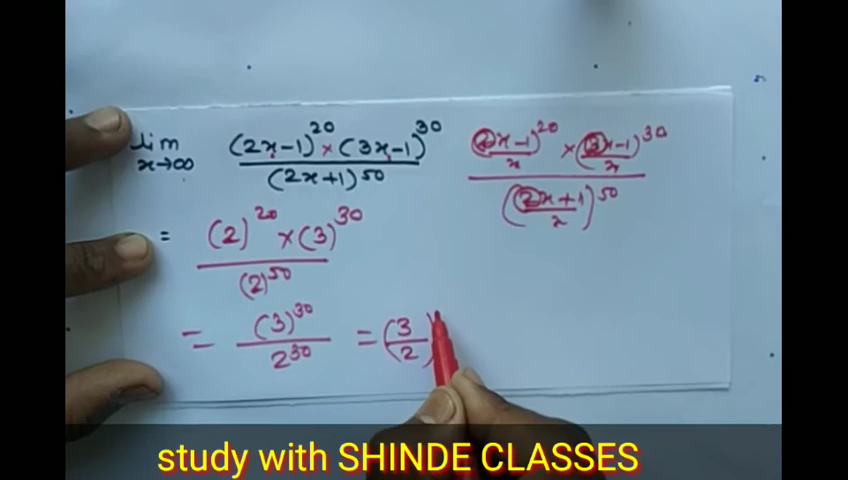 lim x→∞ (2x-1)^20 × (3x-1)^30 / (2x+1)^50
((2x-1)/x)^20 × ((3x-1)/x)^30 / ((2x+1)/x)^50
= (2)^20 × (3)^30 / (2)^50
= (3)^30 / 2^30 = (3/2)
study with SHINDE CLASSES